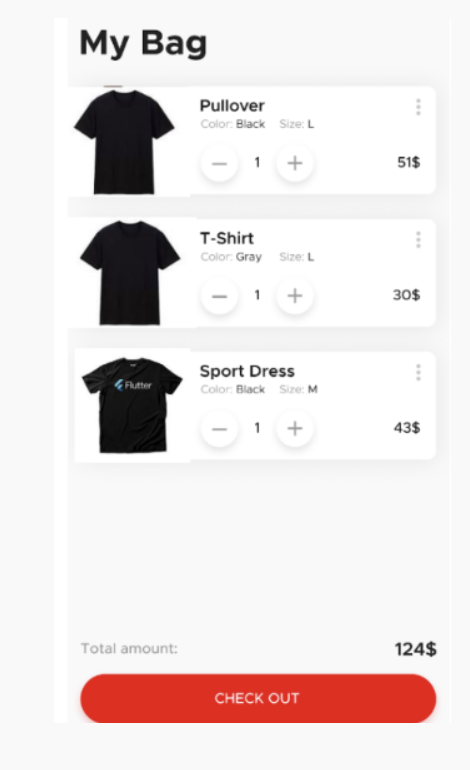 My Bag
Pullover
Color: Black Size: L
1
51$
T-Shirt
Color: Gray Size: L
1
30$
Flutter
Sport Dress
Color: Black Size: M
1
43$
Total amount:
124$
CHECK OUT